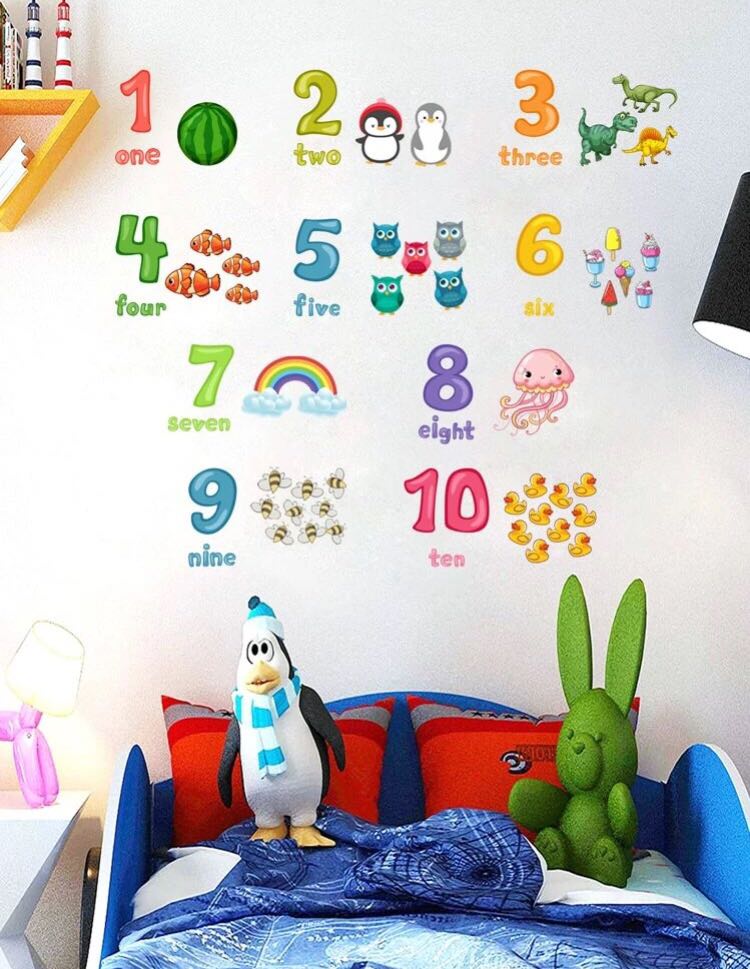 1 2 3
one two three
4 5 6
four five six
7 8
seven eight
9 10
nine ten